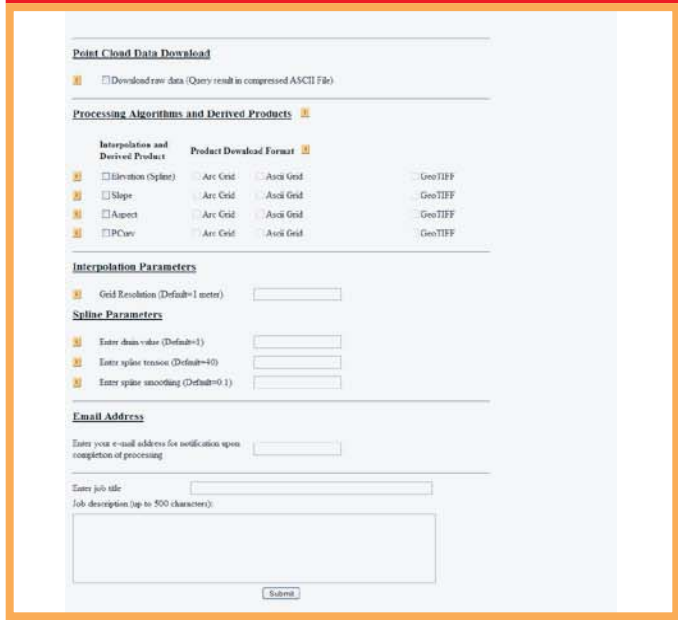 Point Cloud Data Download
Download raw data (Query result in compressed ASCII File)
Processing Algorithms and Derived Products
Interpolation and Derived Product Product Download Format
Elevation (Spline) Arc Grid Ascii Grid GeoTIFF
Slope Arc Grid Ascii Grid GeoTIFF
Aspect Arc Grid Ascii Grid GeoTIFF
PCurv Arc Grid Ascii Grid GeoTIFF
Interpolation Parameters
Grid Resolution (Default=1 meter)
Spline Parameters
Enter dmin value (Default=1)
Enter spline tension (Default=40)
Enter spline smoothing (Default=0.1)
Email Address
Enter your e-mail address for notification upon
completion of processing
Enter job title
Job description (up to 500 characters):
Submit